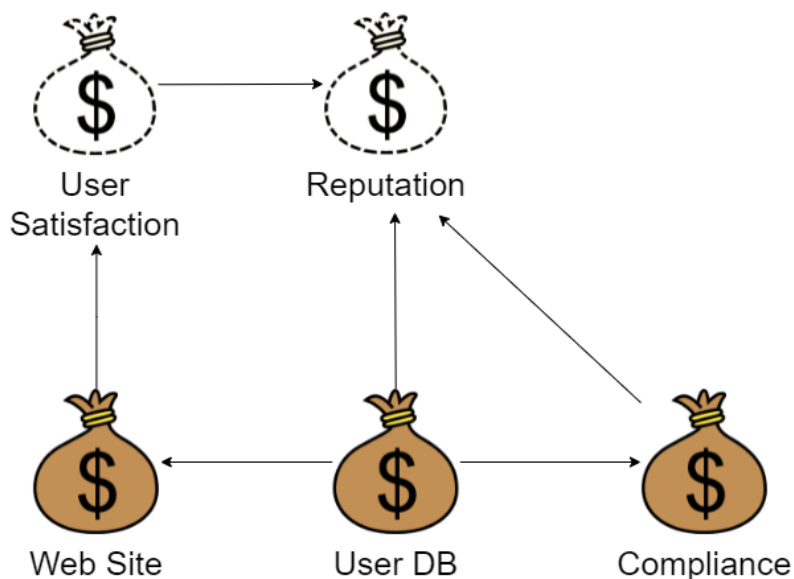 $
$
User
Satisfaction
Reputation
$
$
$
Web Site
User DB
Compliance